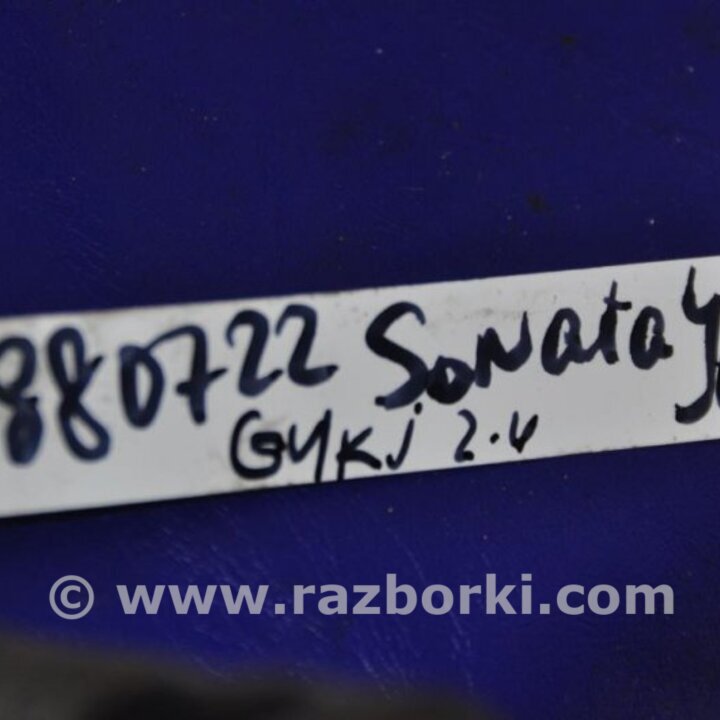 880722 Sonata Y
G4KJ 2.4
© www.razborki.com